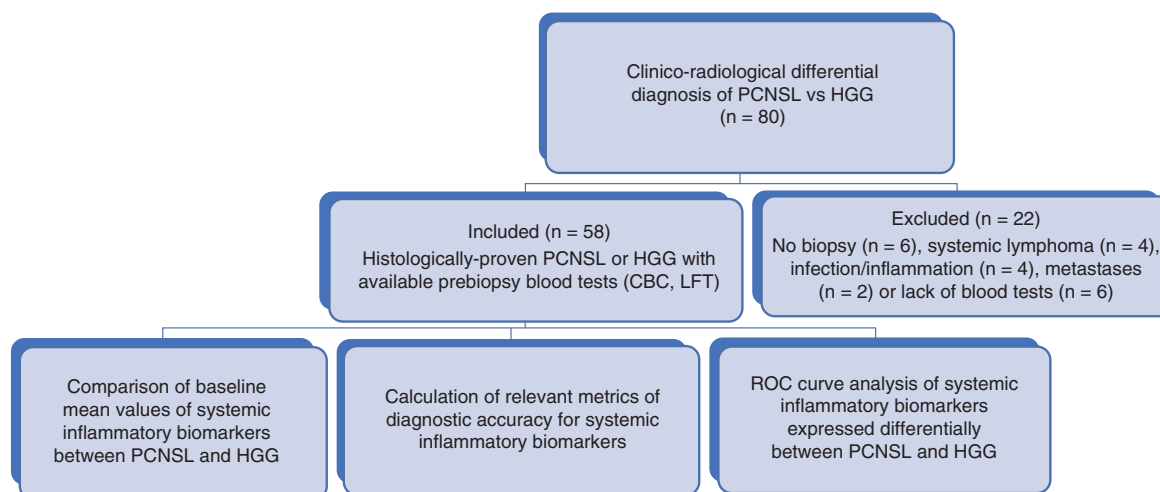 Clinico-radiological differential
diagnosis of PCNSL vs HGG
(n = 80)
Included (n = 58)
Histologically-proven PCNSL or HGG with
available prebiopsy blood tests (CBC, LFT)
Excluded (n = 22)
No biopsy (n = 6), systemic lymphoma (n = 4),
infection/inflammation (n = 4), metastases
(n = 2) or lack of blood tests (n = 6)
Comparison of baseline
mean values of systemic
inflammatory biomarkers
between PCNSL and HGG
Calculation of relevant metrics of
diagnostic accuracy for systemic
inflammatory biomarkers
ROC curve analysis of systemic
inflammatory biomarkers
expressed differentially
between PCNSL and HGG